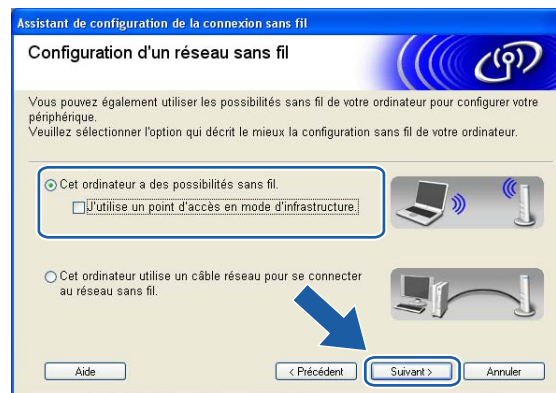 Assistant de configuration de la connexion sans fil
Configuration d'un réseau sans fil
Vous pouvez également utiliser les possibilités sans fil de votre ordinateur pour configurer votre
périphérique.
Veuillez sélectionner l'option qui décrit le mieux la configuration sans fil de votre ordinateur.
Cet ordinateur a des possibilités sans fil.
J'utilise un point d'accès en mode d'infrastructure.
Cet ordinateur utilise un câble réseau pour se connecter
au réseau sans fil.
Aide
< Précédent
Suivant >
Annuler